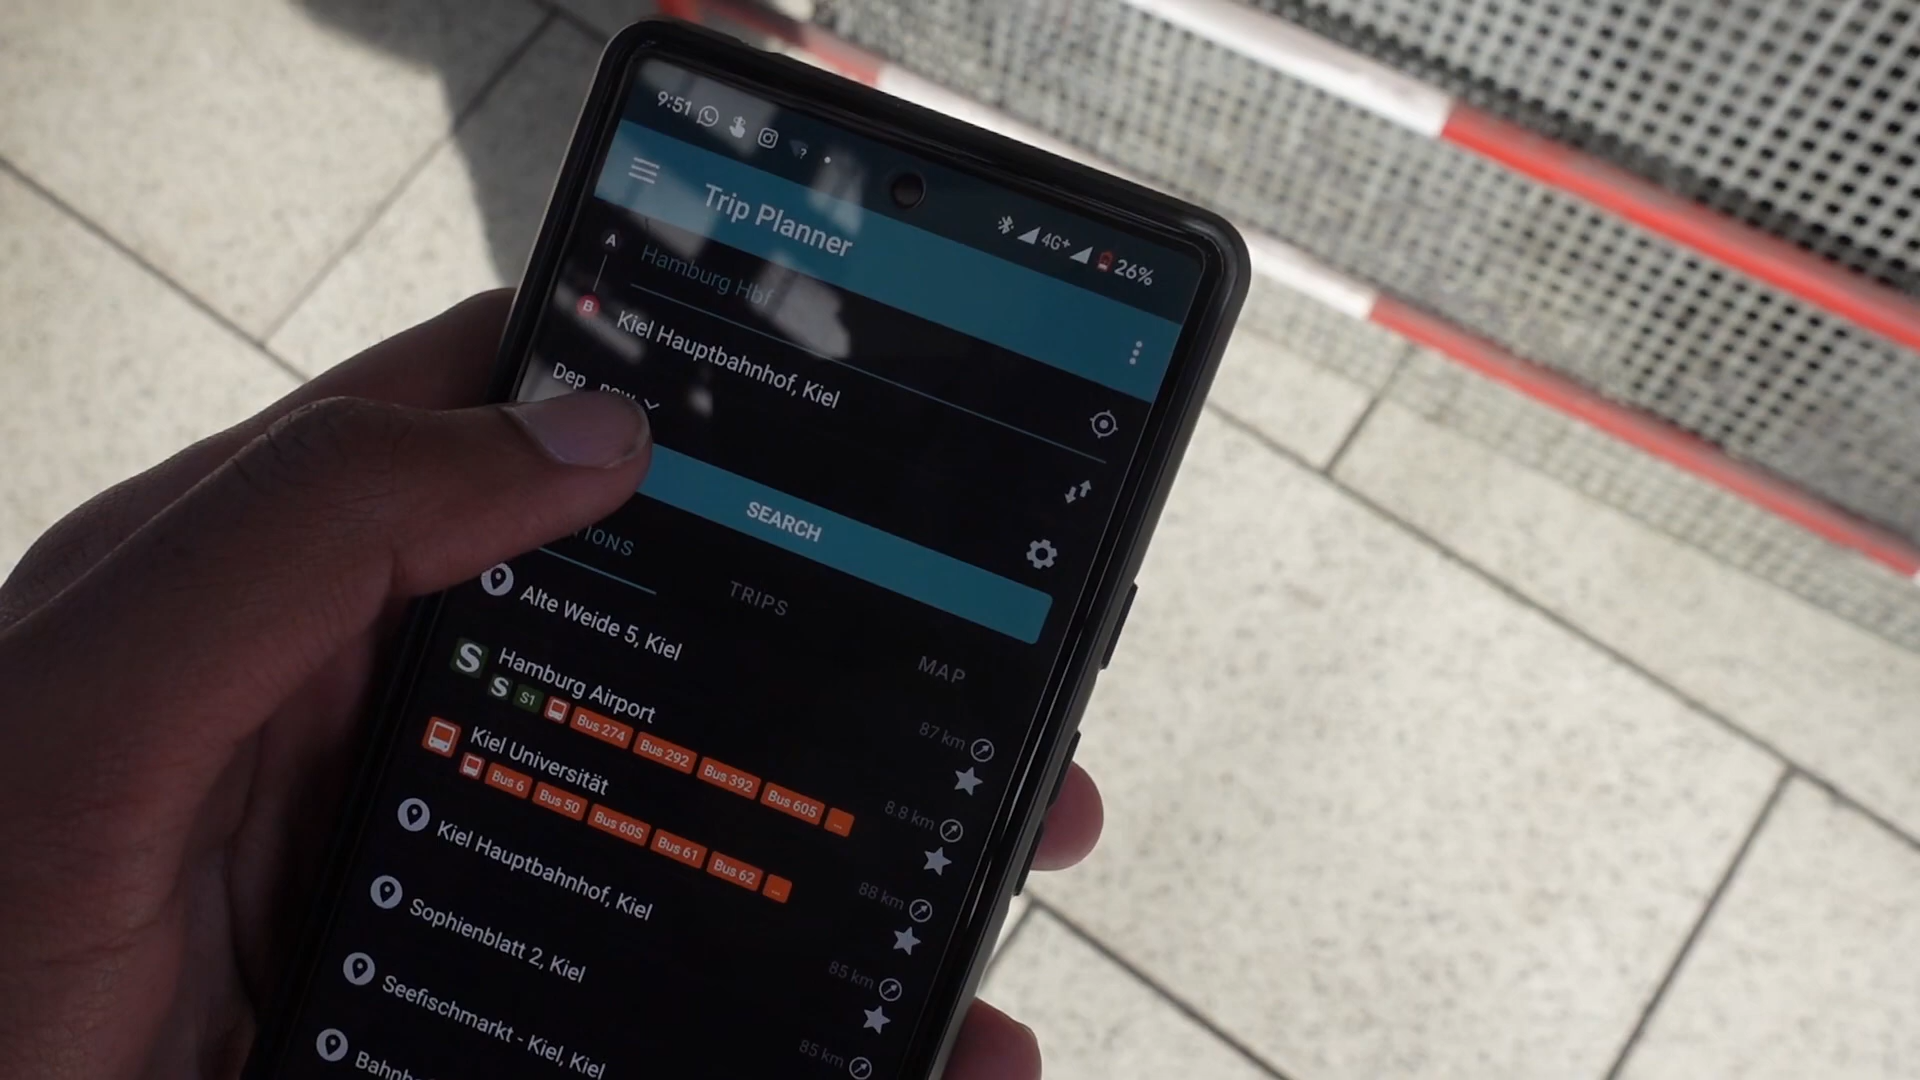 9:51 ? 4G+ 26%
Trip Planner
A Hamburg Hbf
B Kiel Hauptbahnhof, Kiel
Dep. now
SEARCH
TRIPS MAP
Alte Weide 5, Kiel 87 km
S Hamburg Airport
S S1 Bus 274 Bus 292 Bus 392 Bus 605 ... 8.8 km
Kiel Universität
Bus 6 Bus 50 Bus 60S Bus 61 Bus 62 ... 88 km
Kiel Hauptbahnhof, Kiel 85 km
Sophienblatt 2, Kiel 85 km
Seefischmarkt - Kiel, Kiel